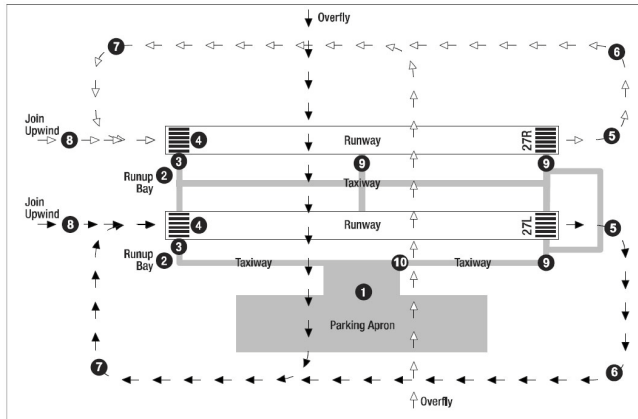 Overfly
7
6
Join
Upwind
8
4
Runway
27R
5
3
9
9
Runup
Bay
2
Taxiway
Join
Upwind
8
4
Runway
27L
5
3
Runup
Bay
2
Taxiway
10
Taxiway
9
1
Parking Apron
7
6
Overfly